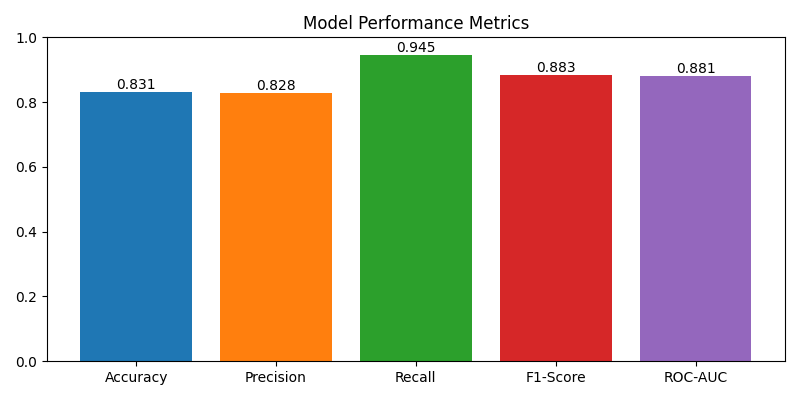 Model Performance Metrics
1.0
0.8
0.6
0.4
0.2
0.0
0.831
0.828
0.945
0.883
0.881
Accuracy
Precision
Recall
F1-Score
ROC-AUC